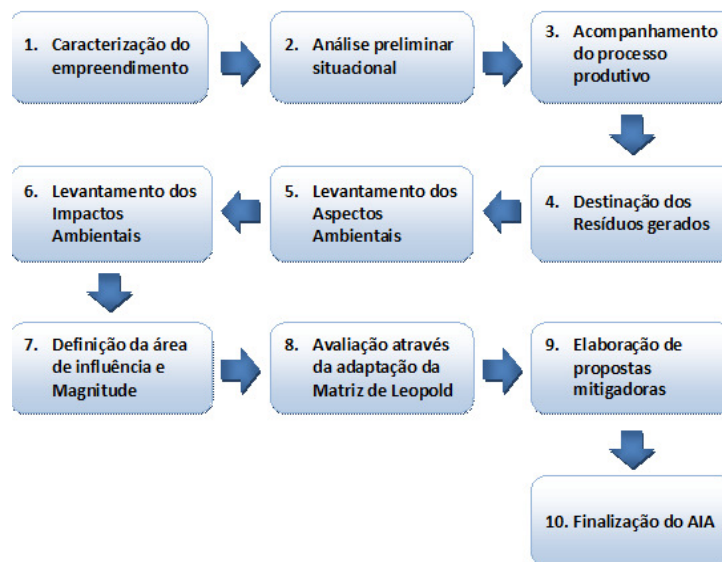 1. Caracterização do
empreendimento
2. Análise preliminar
situacional
3. Acompanhamento
do processo
produtivo
4. Destinação dos
Resíduos gerados
5. Levantamento dos
Aspectos
Ambientais
6. Levantamento dos
Impactos
Ambientais
7. Definição da área
de influência e
Magnitude
8. Avaliação através
da adaptação da
Matriz de Leopold
9. Elaboração de
propostas
mitigadoras
10. Finalização do AIA